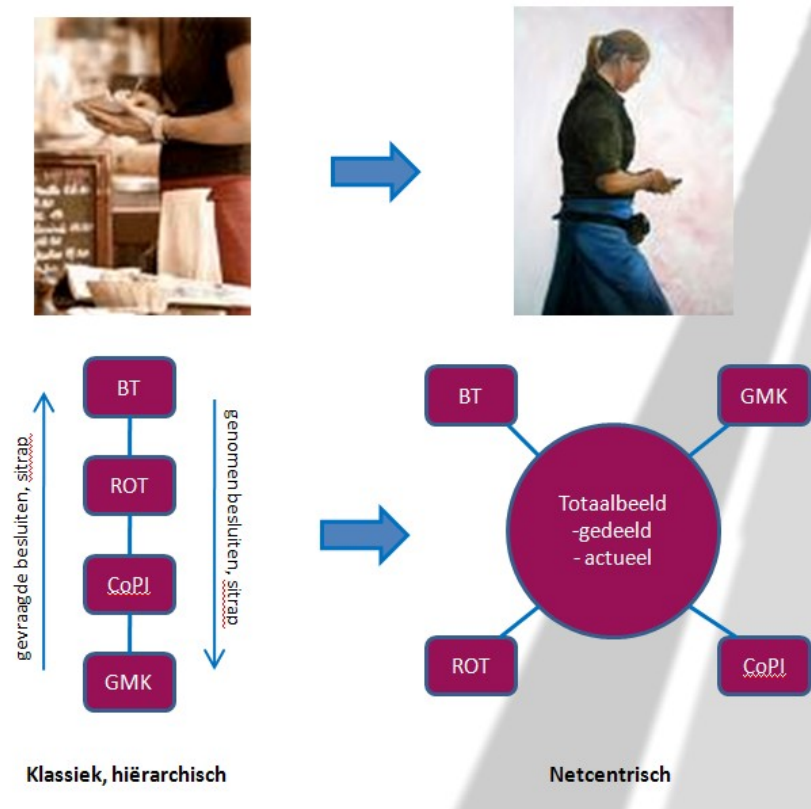 BT
ROT
CoPI
GMK
gevraagde besluiten, sitrap
genomen besluiten, sitrap
BT
GMK
Totaalbeeld
-gedeeld
- actueel
ROT
CoPI
Klassiek, hiërarchisch
Netcentrisch